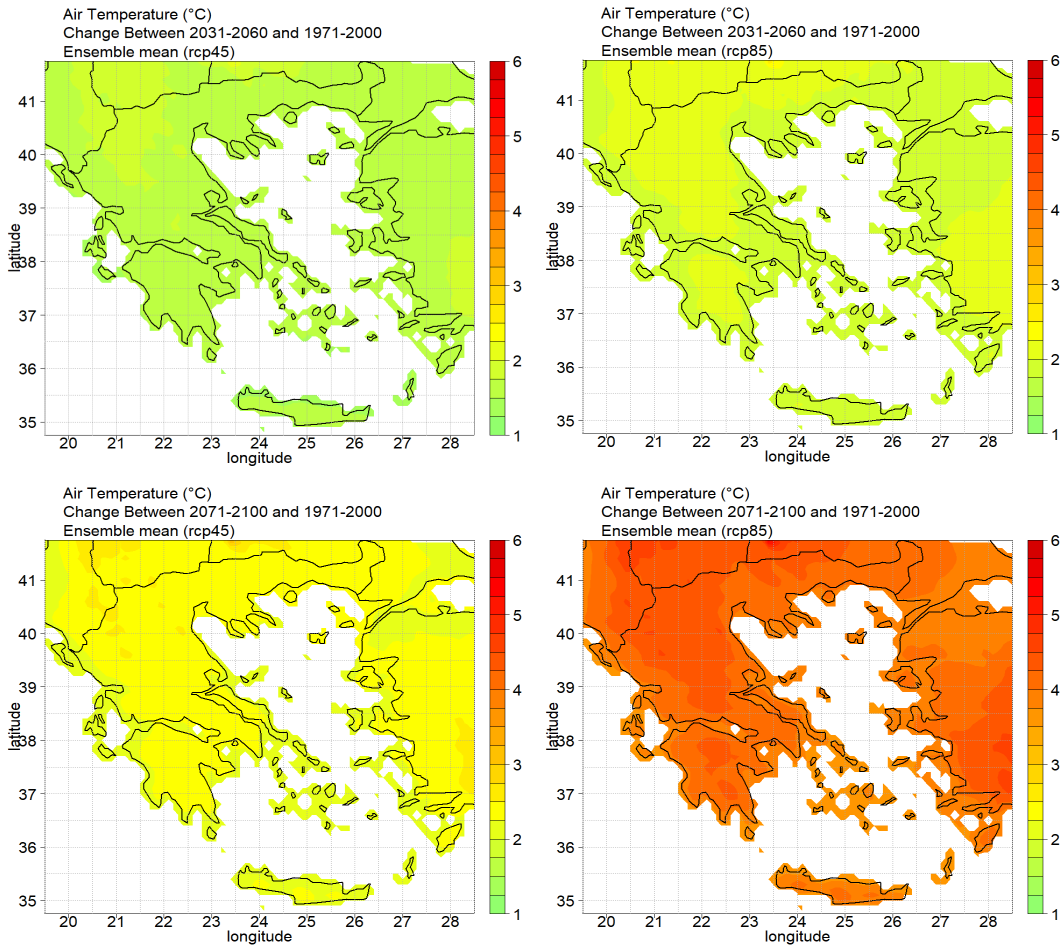 Air Temperature (°C)
Change Between 2031-2060 and 1971-2000
Ensemble mean (rcp45)
latitude
41
40
39
38
37
36
35
20 21 22 23 24 25 26 27 28
longitude
6
5
4
3
2
1
Air Temperature (°C)
Change Between 2031-2060 and 1971-2000
Ensemble mean (rcp85)
latitude
41
40
39
38
37
36
35
20 21 22 23 24 25 26 27 28
longitude
6
5
4
3
2
1
Air Temperature (°C)
Change Between 2071-2100 and 1971-2000
Ensemble mean (rcp45)
latitude
41
40
39
38
37
36
35
20 21 22 23 24 25 26 27 28
longitude
6
5
4
3
2
1
Air Temperature (°C)
Change Between 2071-2100 and 1971-2000
Ensemble mean (rcp85)
latitude
41
40
39
38
37
36
35
20 21 22 23 24 25 26 27 28
longitude
6
5
4
3
2
1